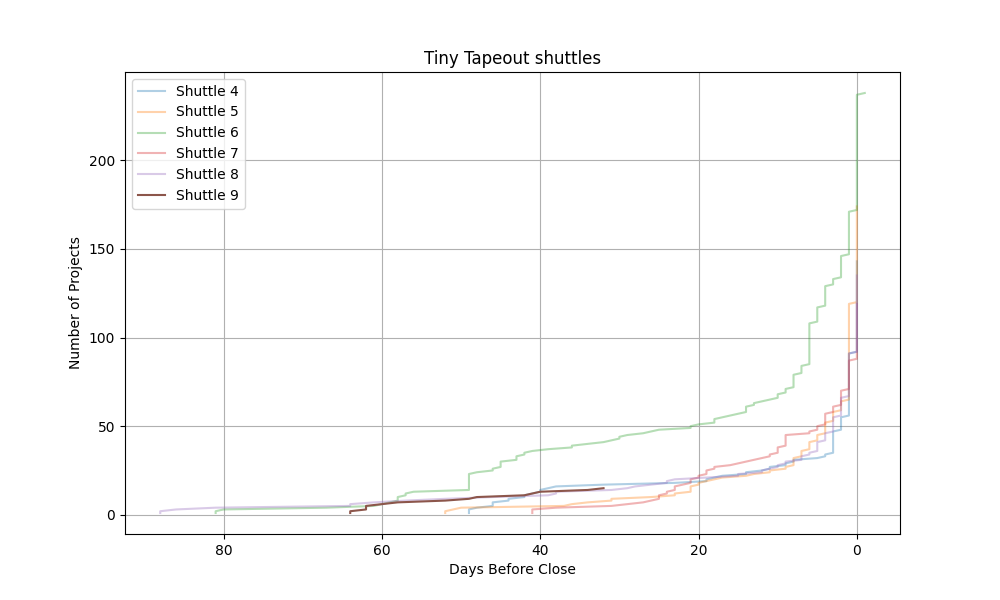 Tiny Tapeout shuttles
Shuttle 4
Shuttle 5
Shuttle 6
Shuttle 7
Shuttle 8
Shuttle 9
200
150
100
50
0
Number of Projects
80 60 40 20 0
Days Before Close